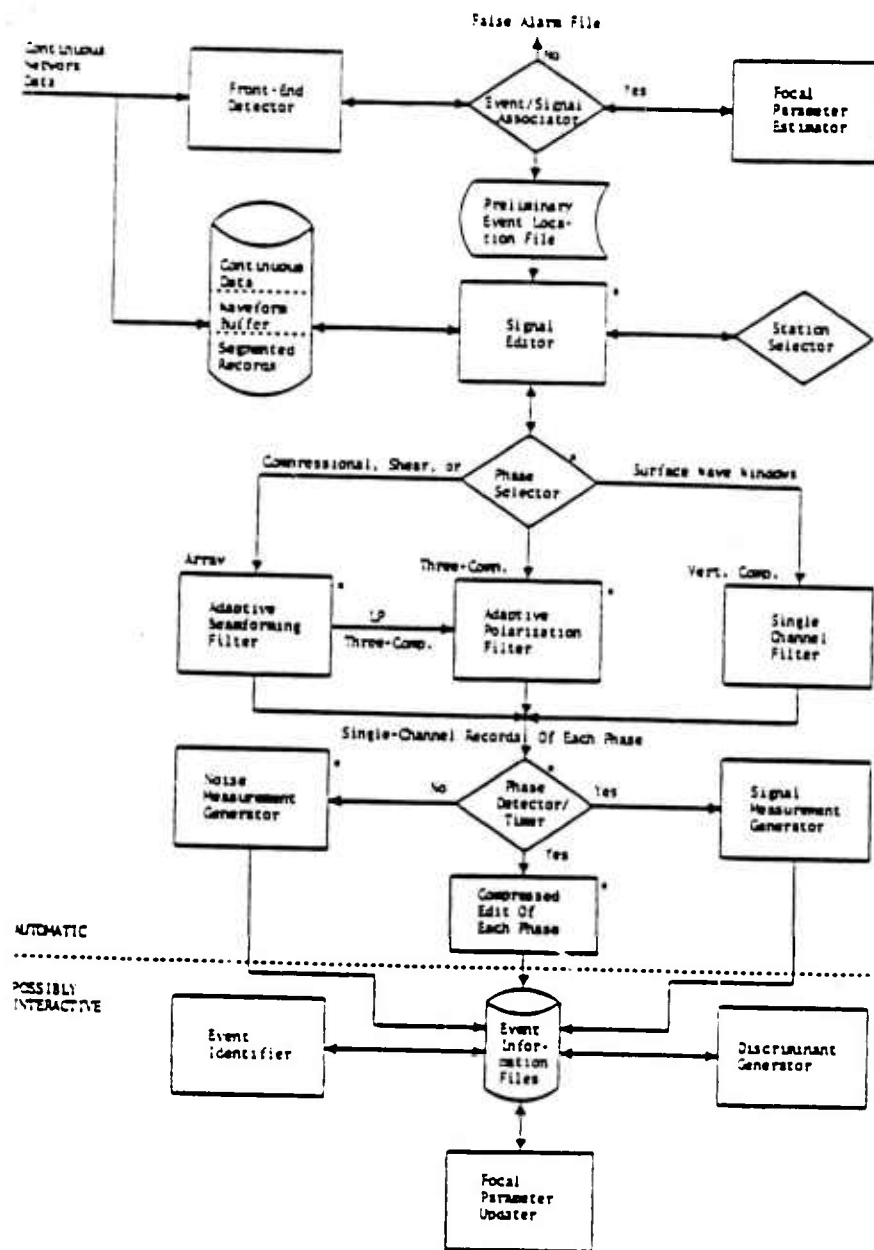 False Alarm File
Continuous
Network
Data
No
Front-End
Detector
Event/Signal
Associator
Yes
Focal
Parameter
Estimator
Preliminary
Event Loca-
tion File
Continuous
Data
Waveform
Buffer
Segmented
Records
*
Signal
Editor
Station
Selector
Compressional, Shear, or
*
Phase
Selector
Surface Wave Windows
Array
Three-Comp.
Vert. Comp.
*
Adaptive
Beamforming
Filter
LP
Three-Comp.
*
Adaptive
Polarization
Filter
Single
Channel
Filter
Single-Channel Records Of Each Phase
*
Noise
Measurement
Generator
No
*
Phase
Detector/
Timer
Yes
Signal
Measurement
Generator
Yes
*
Compressed
Edit Of
Each Phase
AUTOMATIC
POSSIBLY
INTERACTIVE
Event
Identifier
Event
Infor-
mation
Files
Discriminant
Generator
Focal
Parameter
Updater